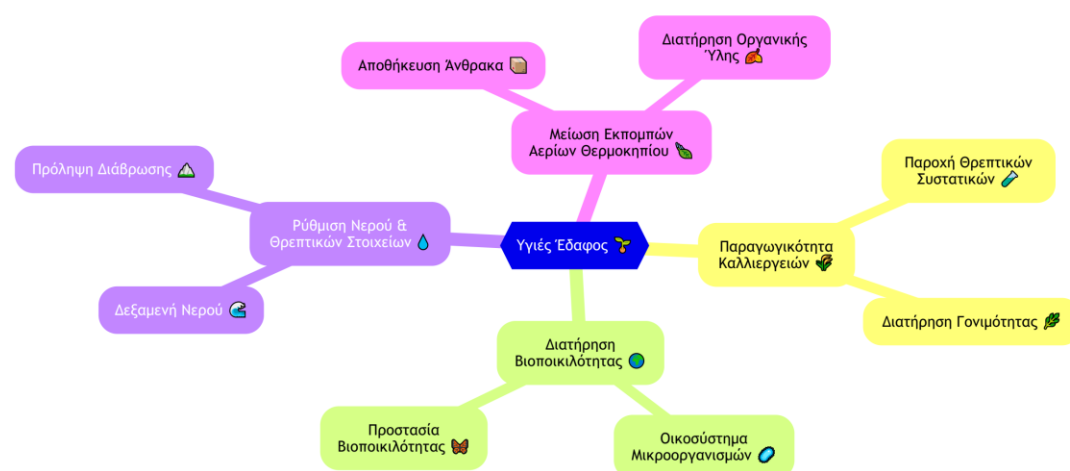 Διατήρηση Οργανικής
Ύλης
Αποθήκευση Άνθρακα
Μείωση Εκπομπών
Αερίων Θερμοκηπίου
Παροχή Θρεπτικών
Συστατικών
Πρόληψη Διάβρωσης
Ρύθμιση Νερού &
Θρεπτικών Στοιχείων
Υγιές Έδαφος
Παραγωγικότητα
Καλλιεργειών
Δεξαμενή Νερού
Διατήρηση Γονιμότητας
Διατήρηση
Βιοποικιλότητας
Προστασία
Βιοποικιλότητας
Οικοσύστημα
Μικροοργανισμών